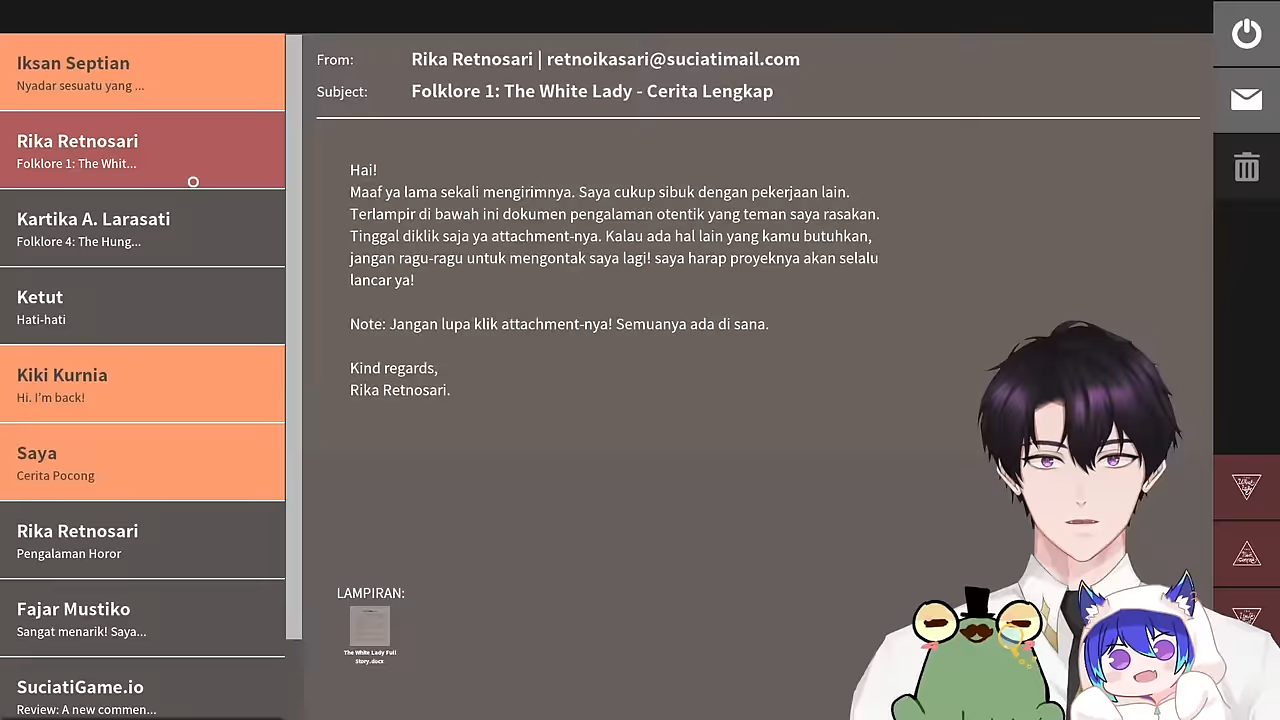 Iksan Septian
Nyadar sesuatu yang ...
Rika Retnosari
Folklore 1: The Whit...
Kartika A. Larasati
Folklore 4: The Hung...
Ketut
Hati-hati
Kiki Kurnia
Hi. I'm back!
Saya
Cerita Pocong
Rika Retnosari
Pengalaman Horor
Fajar Mustiko
Sangat menarik! Saya...
SuciatiGame.io
Review: A new commen...
From: Rika Retnosari | retnoikasari@suciatimail.com
Subject: Folklore 1: The White Lady - Cerita Lengkap
Hai!
Maaf ya lama sekali mengirimnya. Saya cukup sibuk dengan pekerjaan lain.
Terlampir di bawah ini dokumen pengalaman otentik yang teman saya rasakan.
Tinggal diklik saja ya attachment-nya. Kalau ada hal lain yang kamu butuhkan,
jangan ragu-ragu untuk mengontak saya lagi! saya harap proyeknya akan selalu
lancar ya!
Note: Jangan lupa klik attachment-nya! Semuanya ada di sana.
Kind regards,
Rika Retnosari.
LAMPIRAN:
The White Lady Full
Story.docx